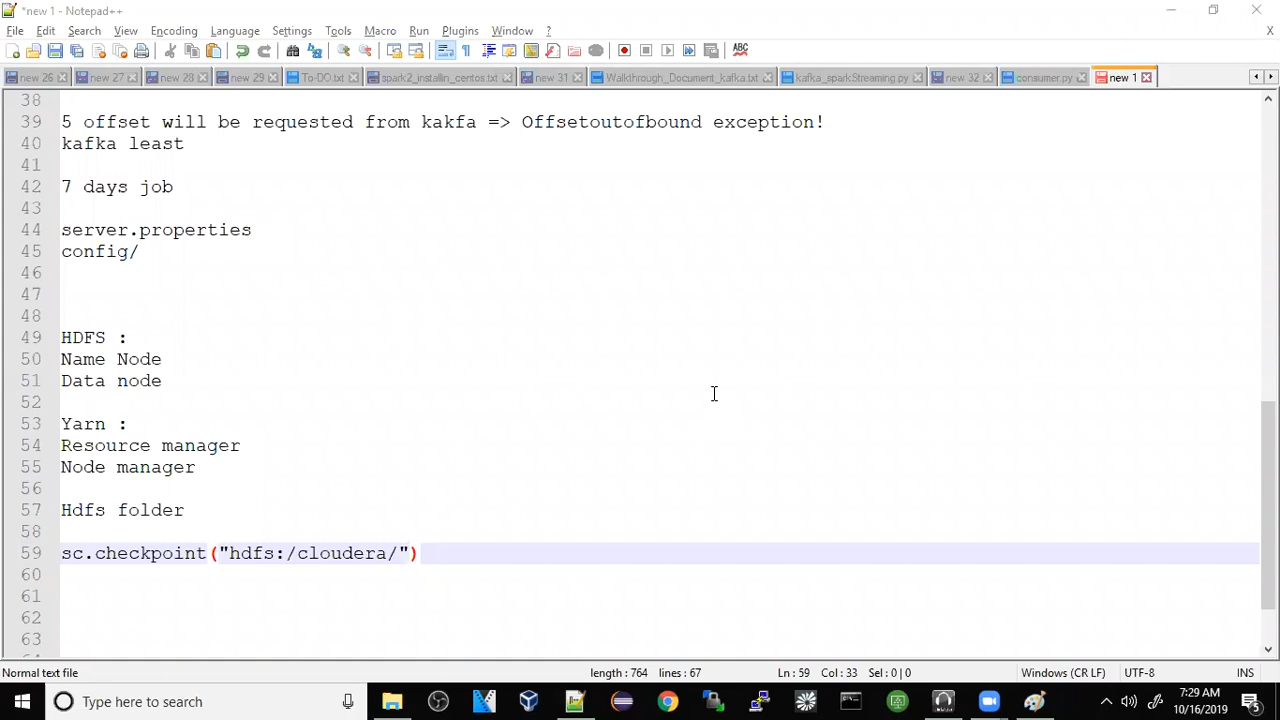 *new 1 - Notepad++
File Edit Search View Encoding Language Settings Tools Macro Run Plugins Window ?
X
new 26 new 27 new 28 new 29 To-DO.txt spark2_installin_centos.txt new 31 Walkthrough_Document_kafka.txt kafka_sparkStreaming.py new 32 consumer.py new 1
38
39 5 offset will be requested from kakfa => Offsetoutofbound exception!
40 kafka least
41
42 7 days job
43
44 server.properties
45 config/
46
47
48
49 HDFS :
50 Name Node
51 Data node
52
53 Yarn :
54 Resource manager
55 Node manager
56
57 Hdfs folder
58
59 sc.checkpoint("hdfs:/cloudera/")
60
61
62
63
Normal text file length : 764 lines : 67 Ln : 59 Col : 33 Sel : 0 | 0 Windows (CR LF) UTF-8 INS
Type here to search
7:29 AM
10/16/2019
5